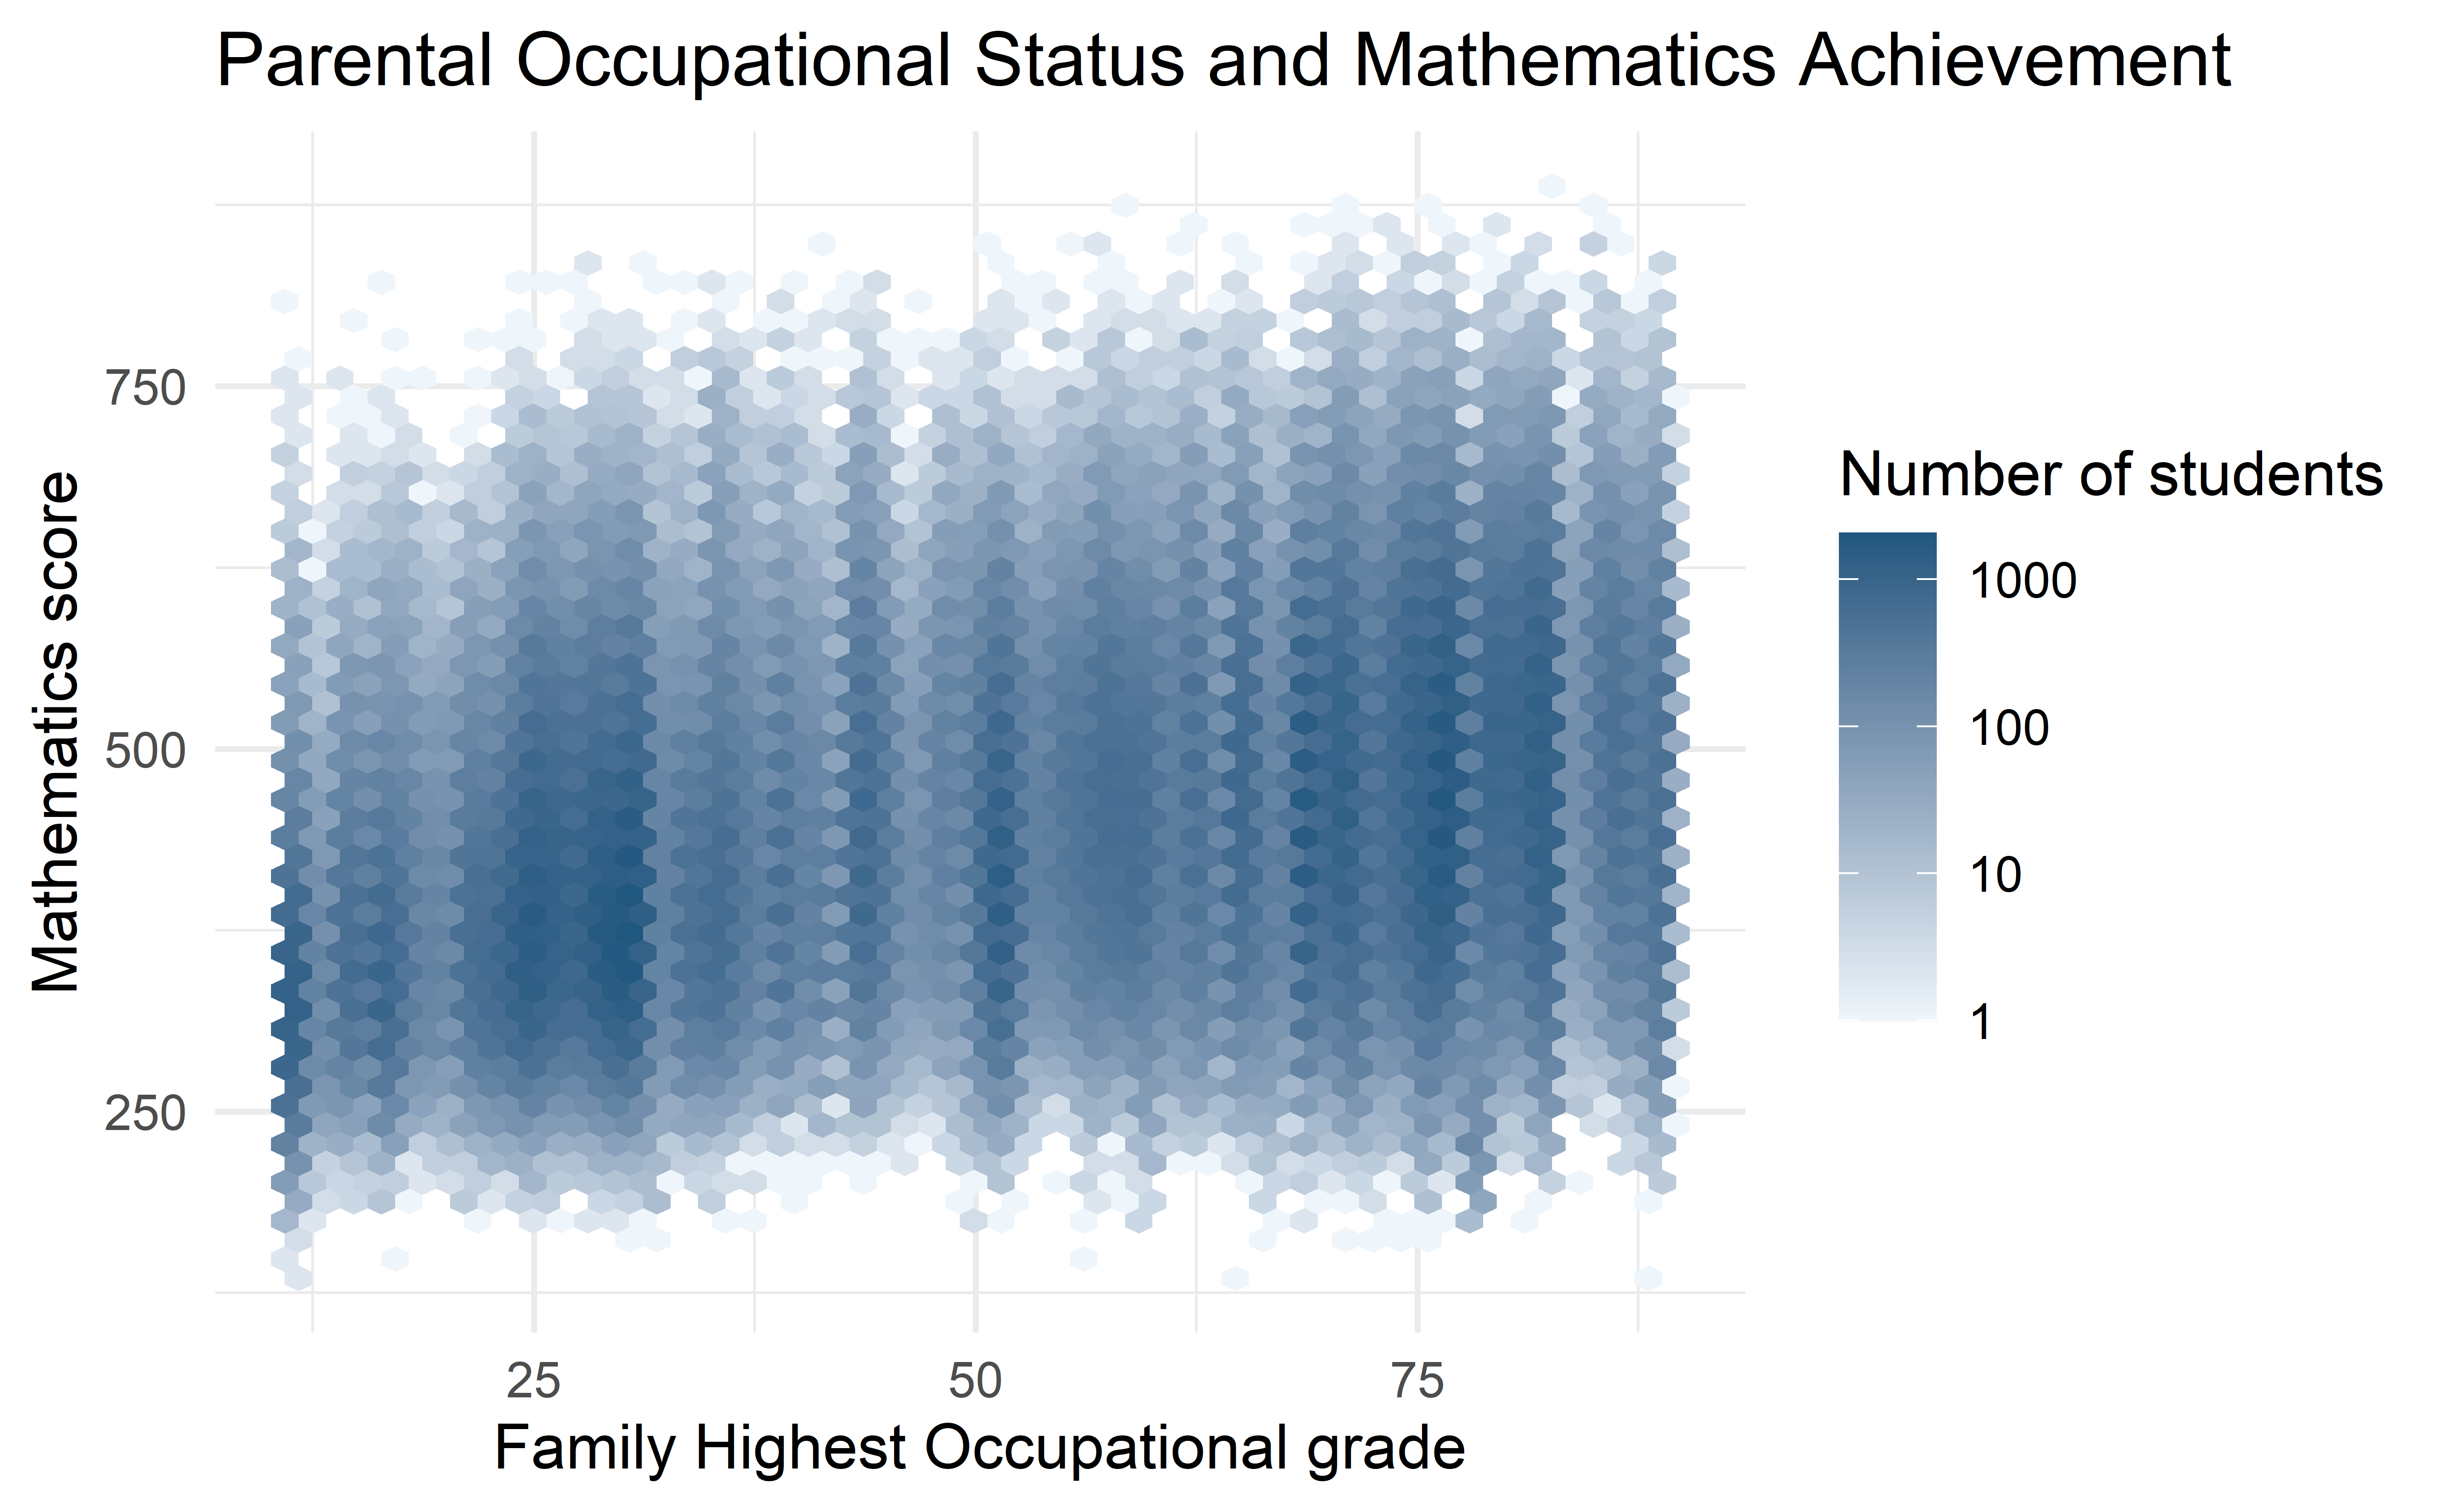 Parental Occupational Status and Mathematics Achievement
Mathematics score
750
500
250
25
50
75
Family Highest Occupational grade
Number of students
1000
100
10
1